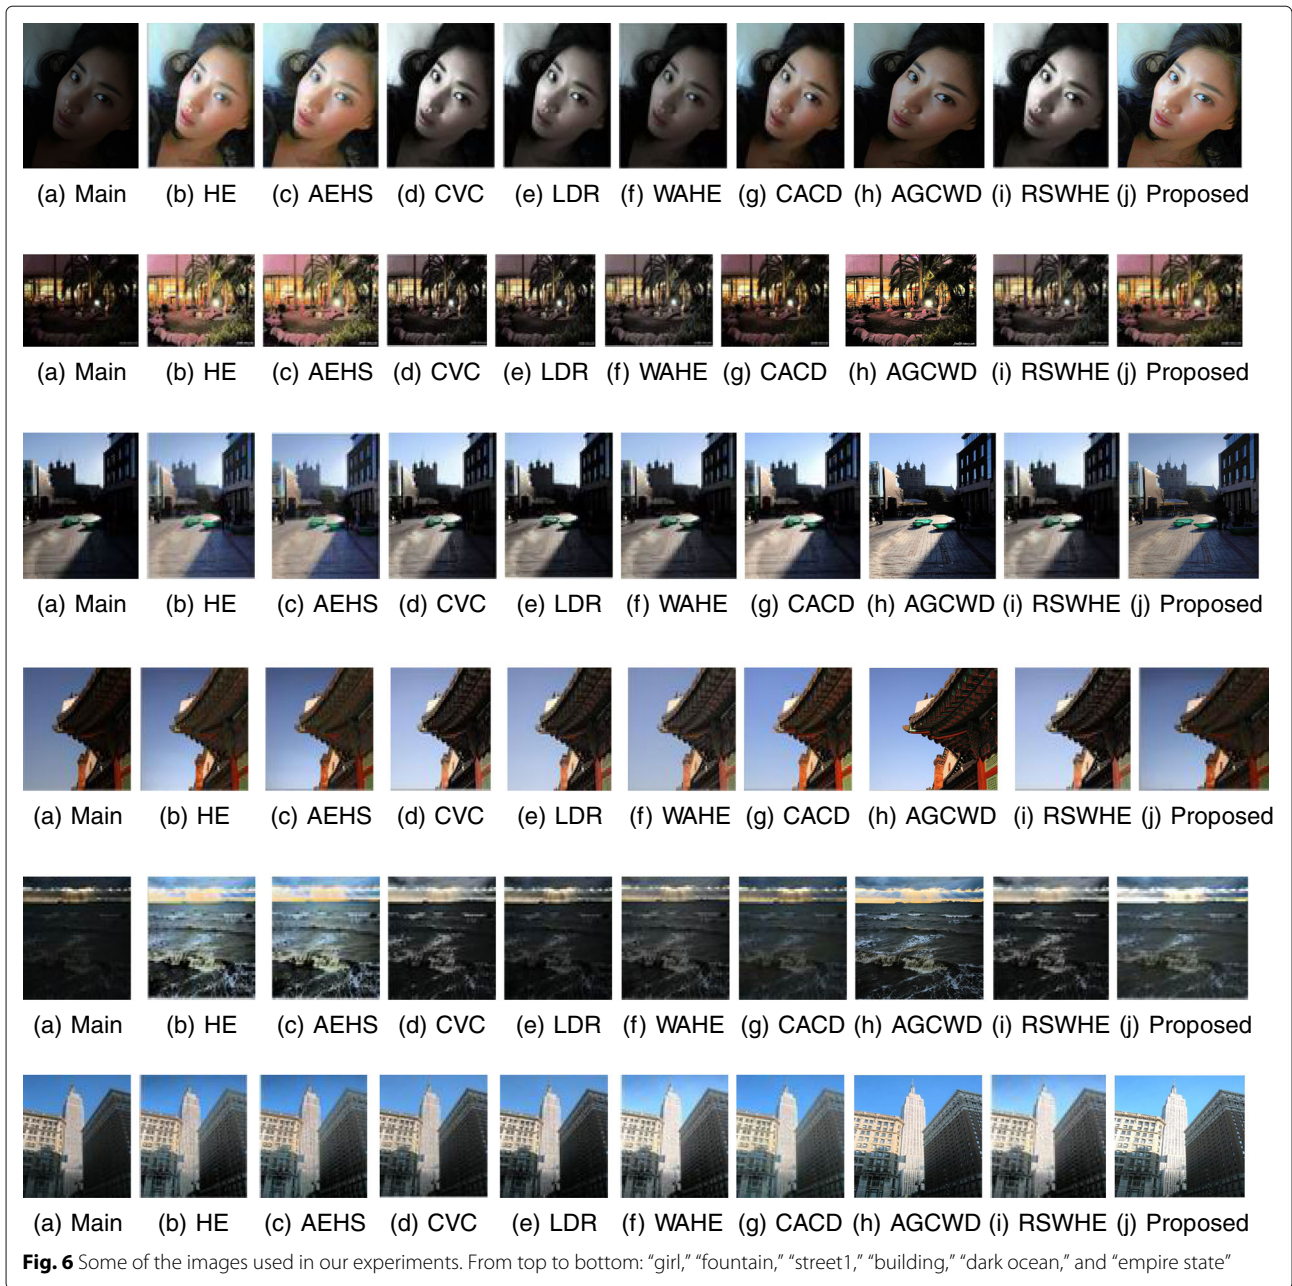 (a) Main (b) HE (c) AEHS (d) CVC (e) LDR (f) WAHE (g) CACD (h) AGCWD (i) RSWHE (j) Proposed
(a) Main (b) HE (c) AEHS (d) CVC (e) LDR (f) WAHE (g) CACD (h) AGCWD (i) RSWHE (j) Proposed
(a) Main (b) HE (c) AEHS (d) CVC (e) LDR (f) WAHE (g) CACD (h) AGCWD (i) RSWHE (j) Proposed
(a) Main (b) HE (c) AEHS (d) CVC (e) LDR (f) WAHE (g) CACD (h) AGCWD (i) RSWHE (j) Proposed
(a) Main (b) HE (c) AEHS (d) CVC (e) LDR (f) WAHE (g) CACD (h) AGCWD (i) RSWHE (j) Proposed
(a) Main (b) HE (c) AEHS (d) CVC (e) LDR (f) WAHE (g) CACD (h) AGCWD (i) RSWHE (j) Proposed
Fig. 6 Some of the images used in our experiments. From top to bottom: “girl,” “fountain,” “street1,” “building,” “dark ocean,” and “empire state”